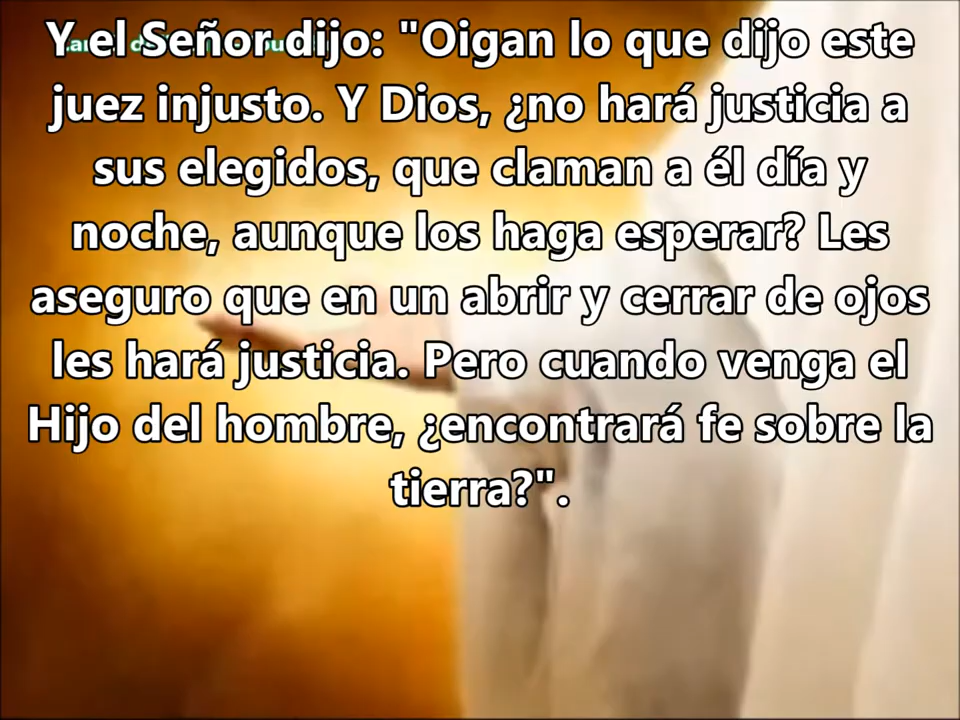 Y el Señor dijo: "Oigan lo que dijo este
juez injusto. Y Dios, ¿no hará justicia a
sus elegidos, que claman a él día y
noche, aunque los haga esperar? Les
aseguro que en un abrir y cerrar de ojos
les hará justicia. Pero cuando venga el
Hijo del hombre, ¿encontrará fe sobre la
tierra?".